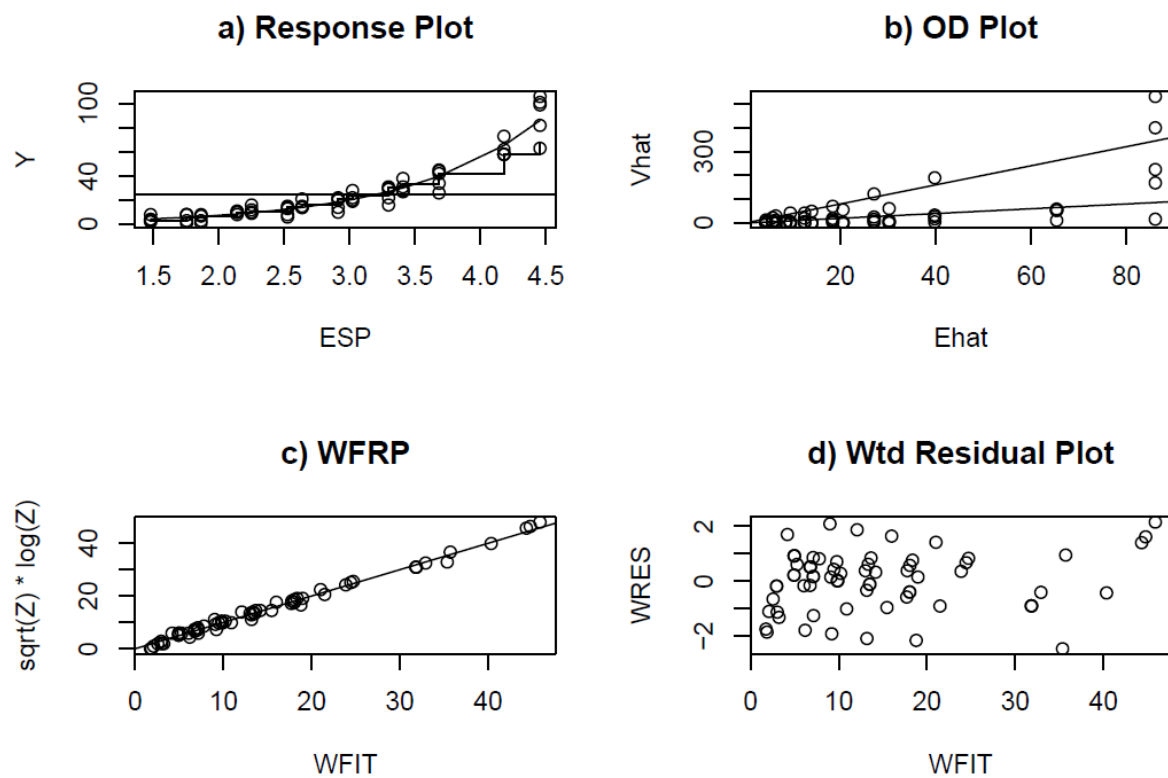 a) Response Plot
Y
0 40 100
1.5 2.0 2.5 3.0 3.5 4.0 4.5
ESP
b) OD Plot
Vhat
0 300
20 40 60 80
Ehat
c) WFRP
sqrt(Z) * log(Z)
0 20 40
0 10 20 30 40
WFIT
d) Wtd Residual Plot
WRES
−2 0 2
0 10 20 30 40
WFIT